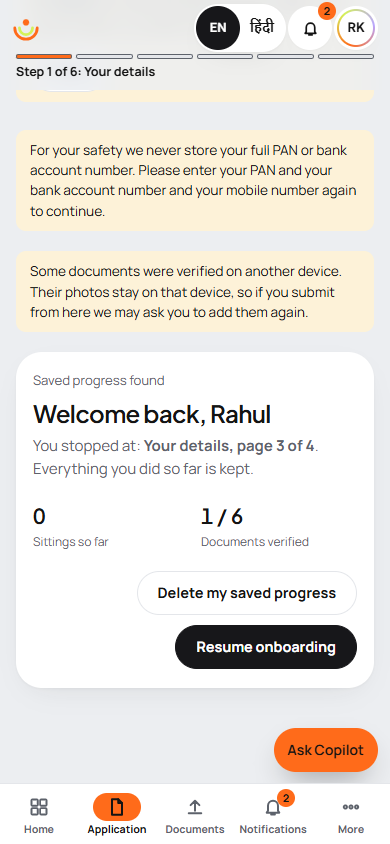 EN
हिंदी
2
RK
Step 1 of 6: Your details
For your safety we never store your full PAN or bank
account number. Please enter your PAN and your
bank account number and your mobile number again
to continue.
Some documents were verified on another device.
Their photos stay on that device, so if you submit
from here we may ask you to add them again.
Saved progress found
Welcome back, Rahul
You stopped at: Your details, page 3 of 4.
Everything you did so far is kept.
0
1 / 6
Sittings so far
Documents verified
Delete my saved progress
Resume onboarding
Ask Copilot
2
Home
Application
Documents
Notifications
More